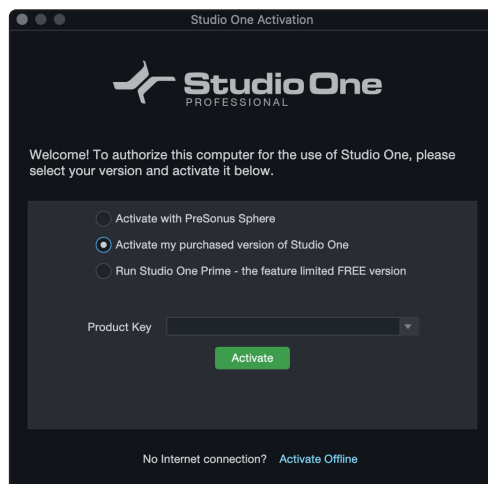 Studio One Activation
Studio One
PROFESSIONAL
Welcome! To authorize this computer for the use of Studio One, please
select your version and activate it below.
Activate with PreSonus Sphere
Activate my purchased version of Studio One
Run Studio One Prime - the feature limited FREE version
Product Key
Activate
No Internet connection? Activate Offline